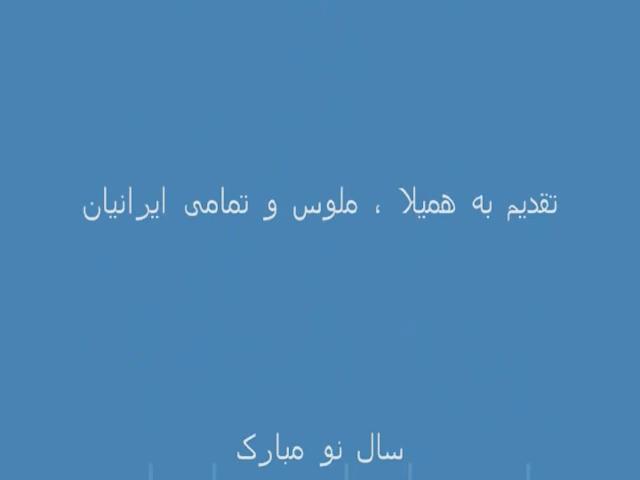 تقدیم به همیلا ، ملوس و تمامی ایرانیان
سال نو مبارک